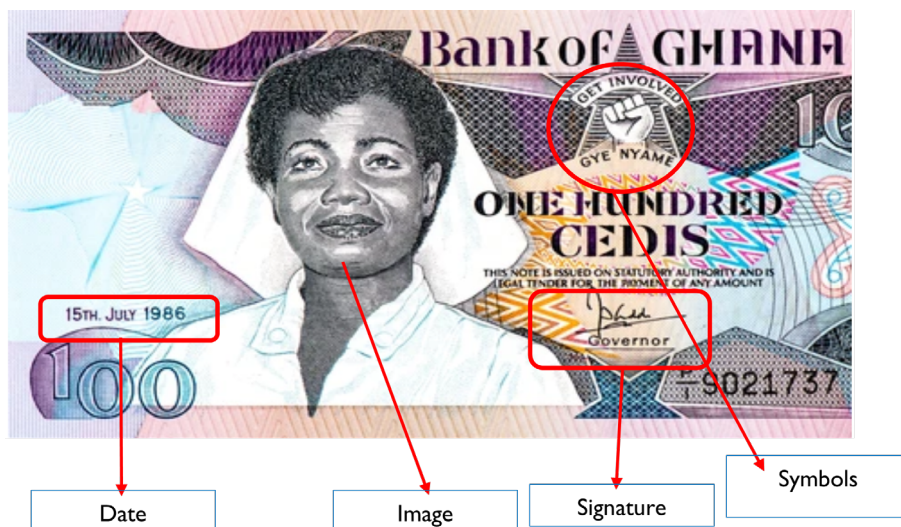 Bank of GHANA
GET INVOLVED
10
GYE NYAME
ONE HUNDRED
CEDIS
THIS NOTE IS ISSUED ON STATUTORY AUTHORITY AND IS
LEGAL TENDER FOR THE PAYMENT OF ANY AMOUNT
15TH. JULY 1986
Governor
100
9021737
Symbols
Date
Image
Signature